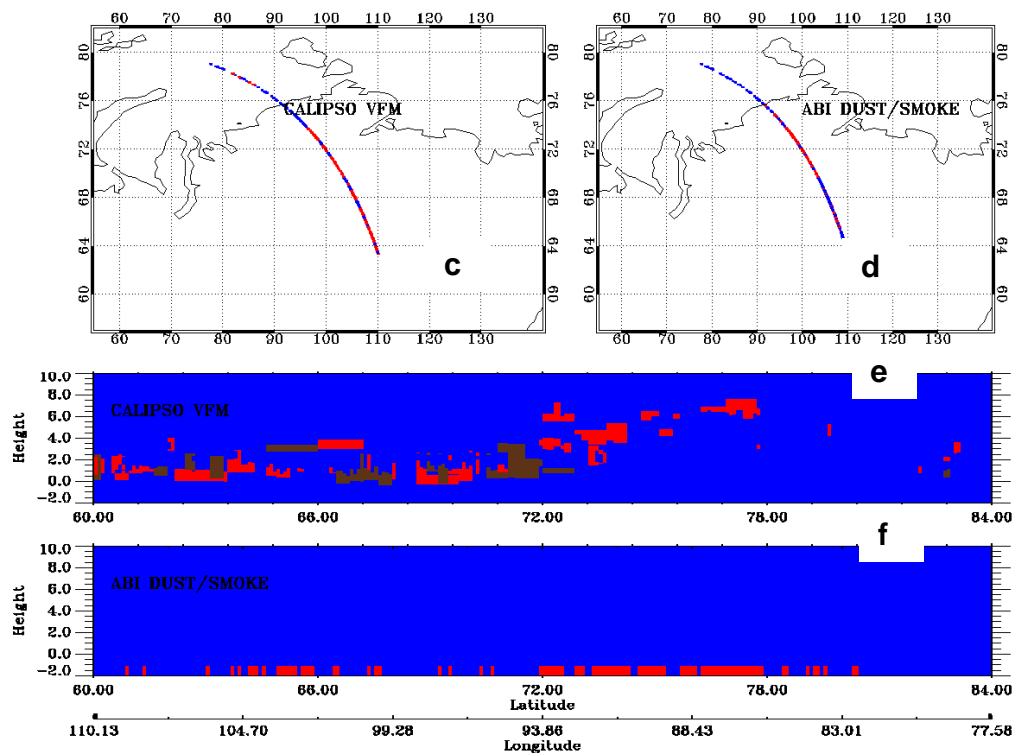 60 70 80 90 100 110 120 130
60 70 80 90 100 110 120 130
80 80 80 80
76 76 76 76
CALIPSO VFM ABI DUST/SMOKE
72 72 72 72
68 68 68 68
64 64 64 64
c d
60 60 60 60
60 70 80 90 100 110 120 130
60 70 80 90 100 110 120 130
e
10.0
8.0
CALIPSO VFM
6.0
Height
4.0
2.0
0.0
-2.0
60.00 66.00 72.00 78.00 84.00
f
10.0
8.0
ABI DUST/SMOKE
6.0
Height
4.0
2.0
0.0
-2.0
60.00 66.00 72.00 78.00 84.00
Latitude
110.13 104.70 99.28 93.86 88.43 83.01 77.58
Longitude